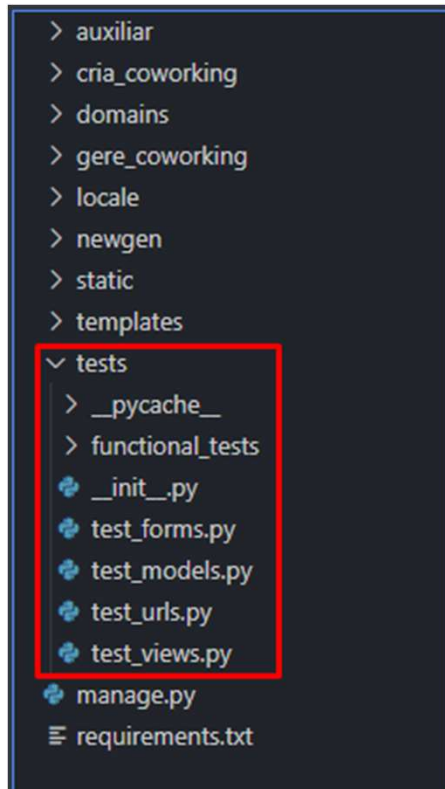 auxiliar
cria_coworking
domains
gere_coworking
locale
newgen
static
templates
tests
__pycache__
functional_tests
__init__.py
test_forms.py
test_models.py
test_urls.py
test_views.py
manage.py
requirements.txt